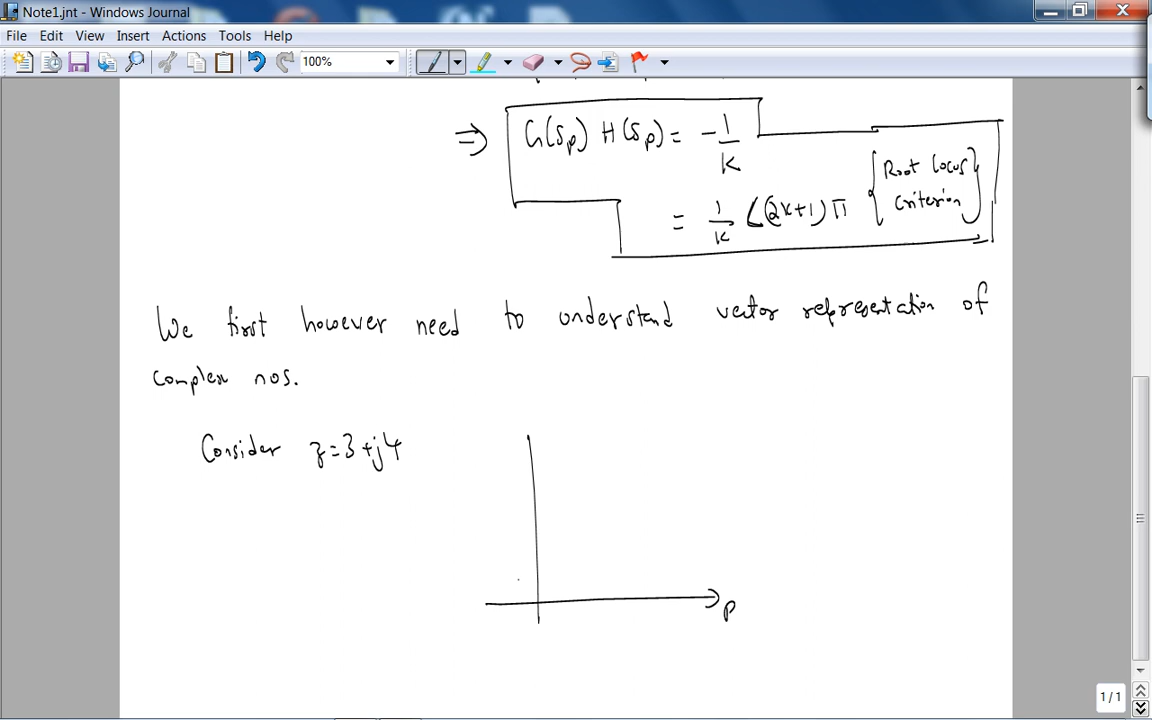 Note1.jnt - Windows Journal
File Edit View Insert Actions Tools Help
100%
⇒ G(Sp) H(Sp) = -1/K
= 1/K ∠(2K+1)π {Root locus Criterion}
We first however need to understand vector representation of
complex nos.
Consider z=3+j4
1/1